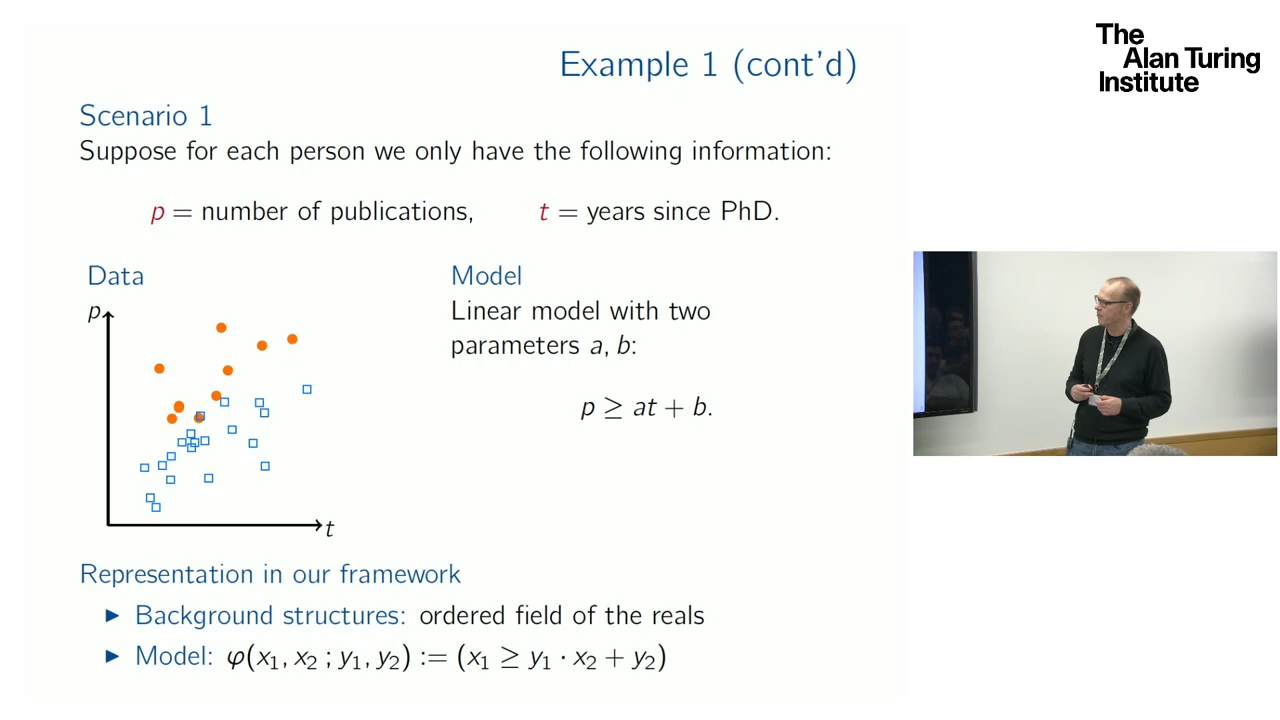 The
Alan Turing
Institute
Example 1 (cont'd)
Scenario 1
Suppose for each person we only have the following information:
p = number of publications, t = years since PhD.
Data
p
t
Model
Linear model with two
parameters a, b:
p ≥ at + b.
Representation in our framework
▶ Background structures: ordered field of the reals
▶ Model: φ(x₁, x₂ ; y₁, y₂) := (x₁ ≥ y₁ · x₂ + y₂)